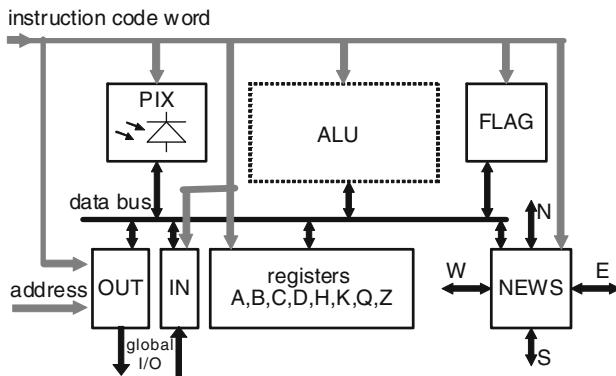 instruction code word
PIX
ALU
FLAG
data bus
N
address
OUT
IN
registers
A,B,C,D,H,K,Q,Z
W
NEWS
E
global
I/O
S